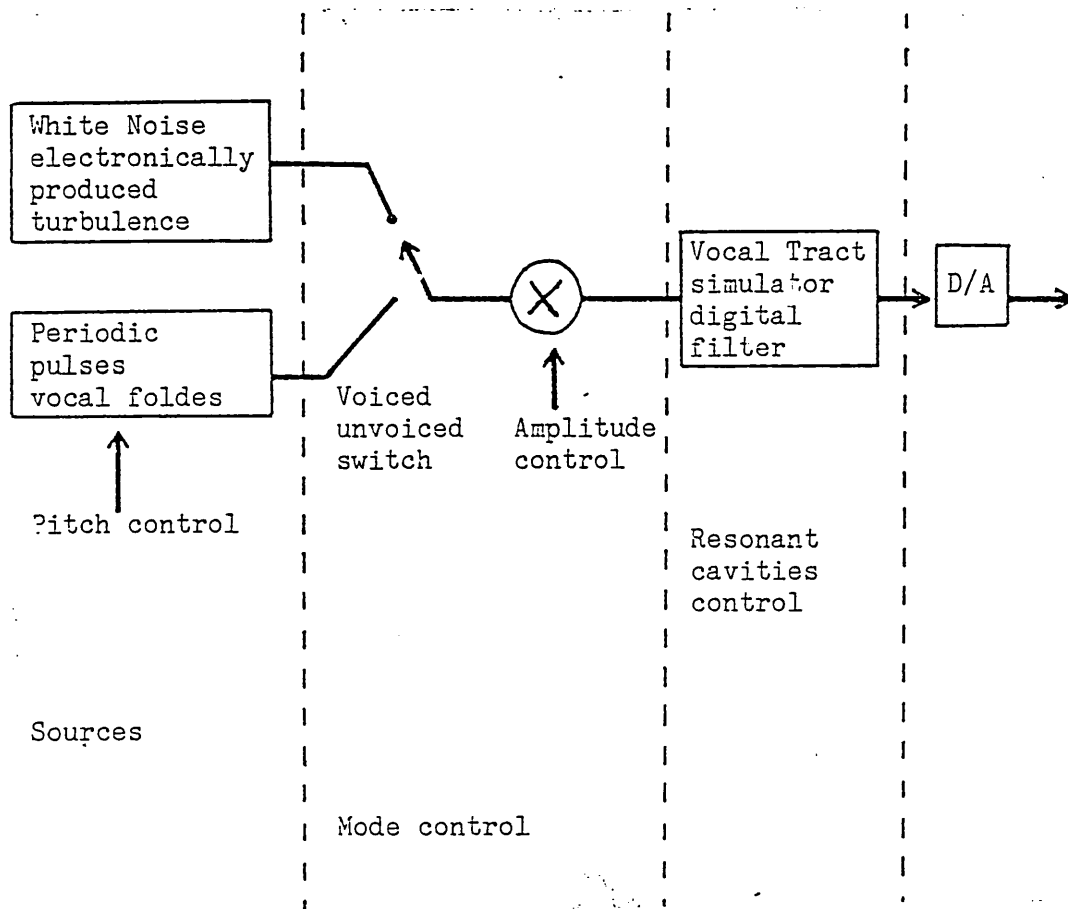 White Noise
electronically
produced
turbulence
Periodic
pulses
vocal foldes
Pitch control
Sources
Voiced
unvoiced
switch
Amplitude
control
Mode control
Vocal Tract
simulator
digital
filter
Resonant
cavities
control
D/A